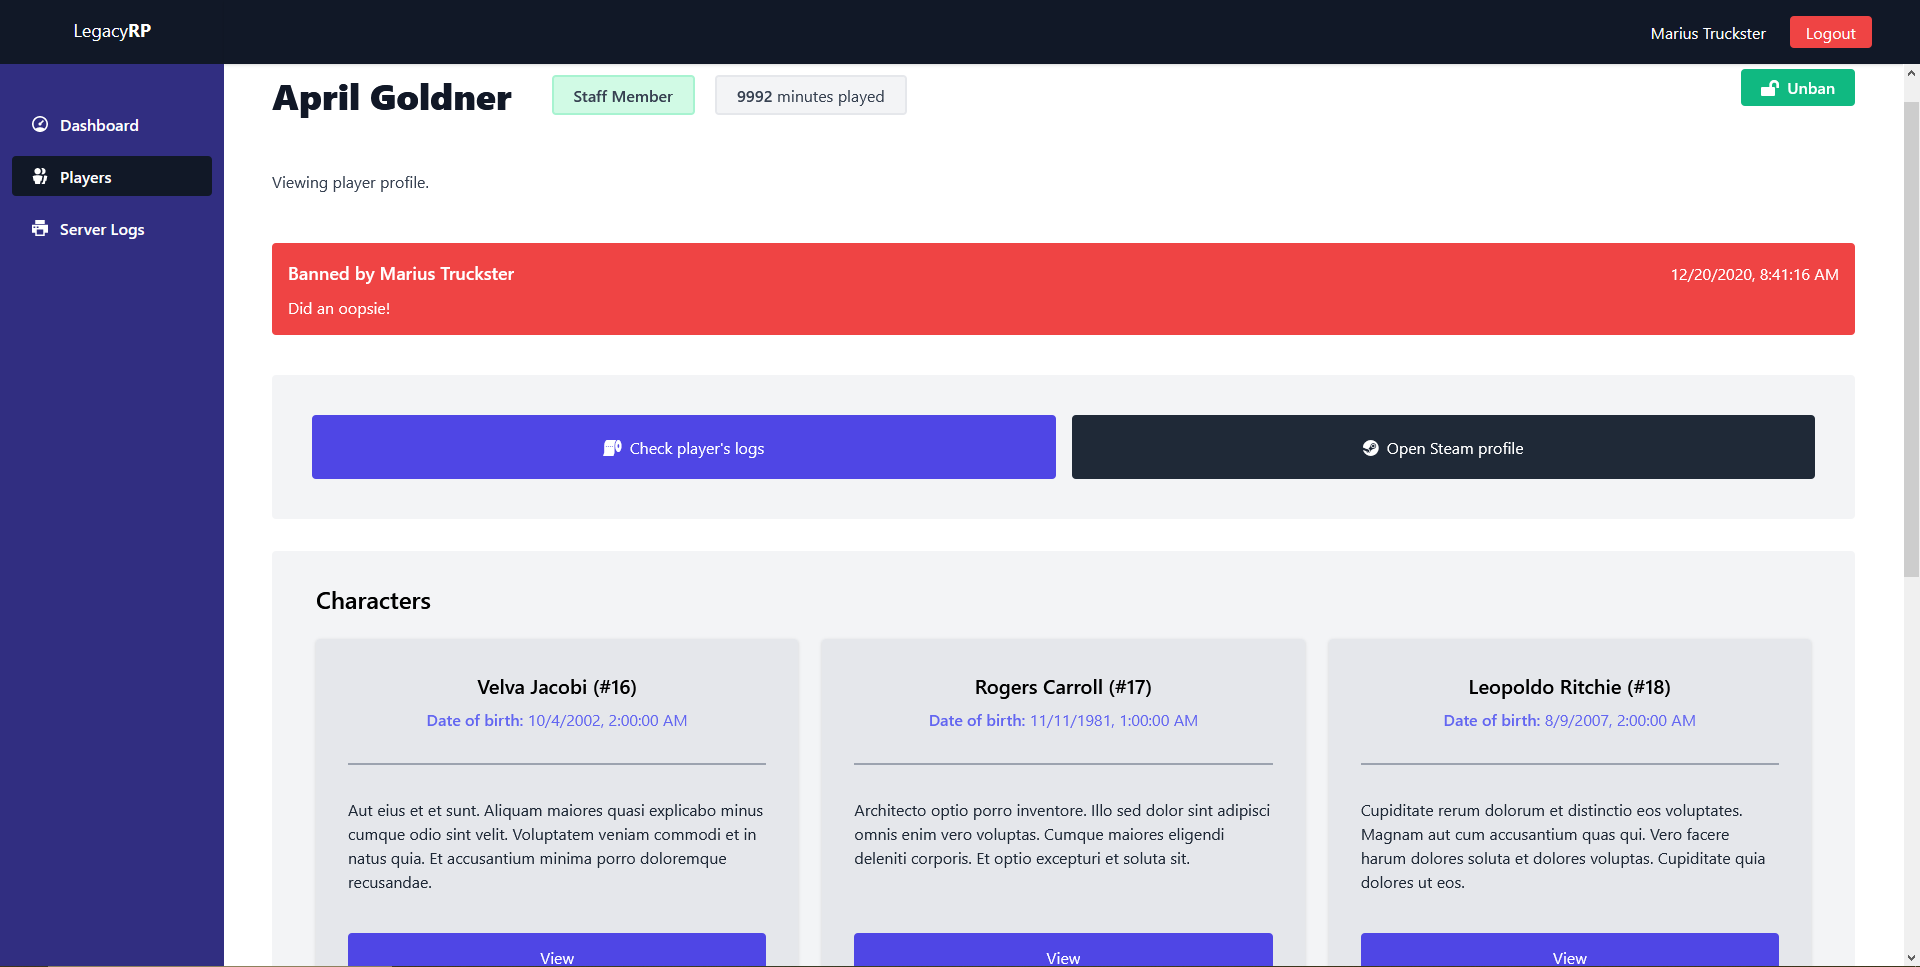 LegacyRP
Marius Truckster
Logout
Dashboard
Players
Server Logs
April Goldner
Staff Member
9992 minutes played
Unban
Viewing player profile.
Banned by Marius Truckster
12/20/2020, 8:41:16 AM
Did an oopsie!
Check player's logs
Open Steam profile
Characters
Velva Jacobi (#16)
Date of birth: 10/4/2002, 2:00:00 AM
Aut eius et et sunt. Aliquam maiores quasi explicabo minus
cumque odio sint velit. Voluptatem veniam commodi et in
natus quia. Et accusantium minima porro doloremque
recusandae.
View
Rogers Carroll (#17)
Date of birth: 11/11/1981, 1:00:00 AM
Architecto optio porro inventore. Illo sed dolor sint adipisci
omnis enim vero voluptas. Cumque maiores eligendi
deleniti corporis. Et optio excepturi et soluta sit.
View
Leopoldo Ritchie (#18)
Date of birth: 8/9/2007, 2:00:00 AM
Cupiditate rerum dolorum et distinctio eos voluptates.
Magnam aut cum accusantium quas qui. Vero facere
harum dolores soluta et dolores voluptas. Cupiditate quia
dolores ut eos.
View